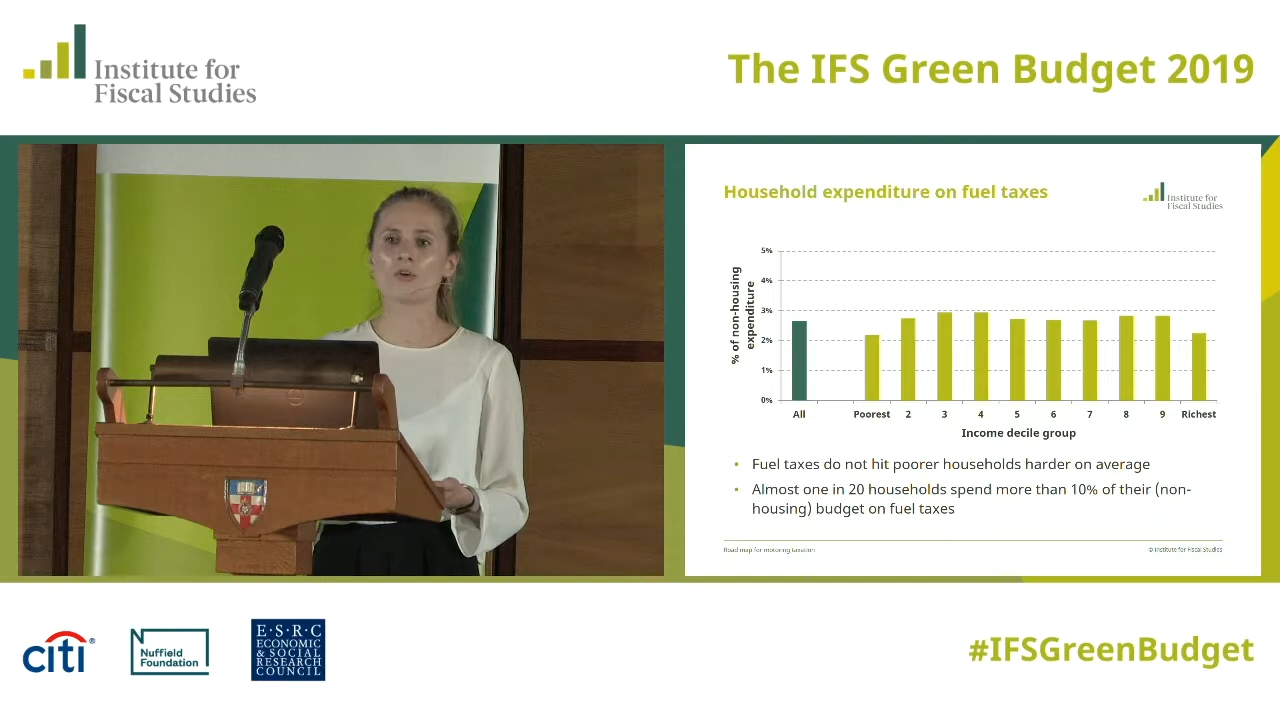 Institute for
Fiscal Studies
The IFS Green Budget 2019
Household expenditure on fuel taxes
Institute for
Fiscal Studies
% of non-housing
expenditure
5%
4%
3%
2%
1%
0%
All
Poorest
2
3
4
5
6
7
8
9
Richest
Income decile group
• Fuel taxes do not hit poorer households harder on average
• Almost one in 20 households spend more than 10% of their (non-
housing) budget on fuel taxes
Road map for motoring taxation
© Institute for Fiscal Studies
citi®
Nuffield
Foundation
E·S·R·C
ECONOMIC
& SOCIAL
RESEARCH
COUNCIL
#IFSGreenBudget